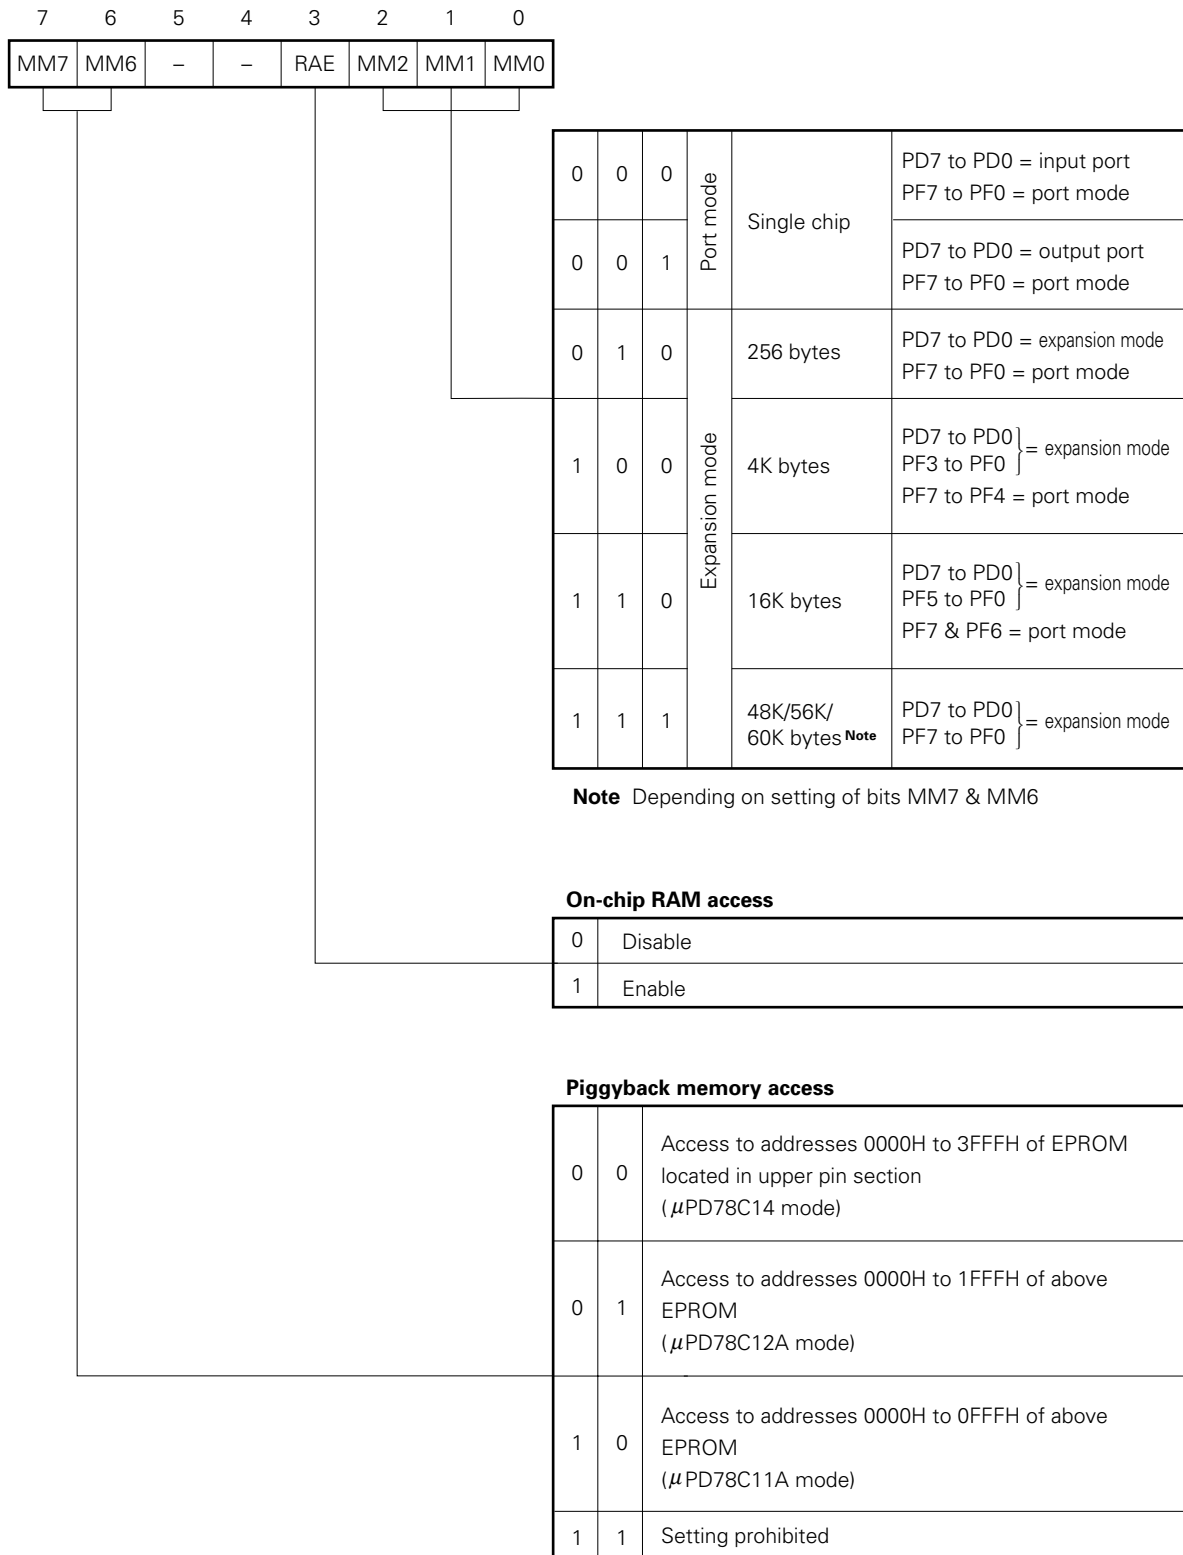 7 6 5 4 3 2 1 0
MM7 MM6 – – RAE MM2 MM1 MM0
0 0 0 Port mode Single chip PD7 to PD0 = input port
PF7 to PF0 = port mode
0 0 1 PD7 to PD0 = output port
PF7 to PF0 = port mode
0 1 0 Expansion mode 256 bytes PD7 to PD0 = expansion mode
PF7 to PF0 = port mode
1 0 0 4K bytes PD7 to PD0
PF3 to PF0 } = expansion mode
PF7 to PF4 = port mode
1 1 0 16K bytes PD7 to PD0
PF5 to PF0 } = expansion mode
PF7 & PF6 = port mode
1 1 1 48K/56K/
60K bytes Note PD7 to PD0
PF7 to PF0 } = expansion mode
Note Depending on setting of bits MM7 & MM6
On-chip RAM access
0 Disable
1 Enable
Piggyback memory access
0 0 Access to addresses 0000H to 3FFFH of EPROM
located in upper pin section
(μPD78C14 mode)
0 1 Access to addresses 0000H to 1FFFH of above
EPROM
(μPD78C12A mode)
1 0 Access to addresses 0000H to 0FFFH of above
EPROM
(μPD78C11A mode)
1 1 Setting prohibited